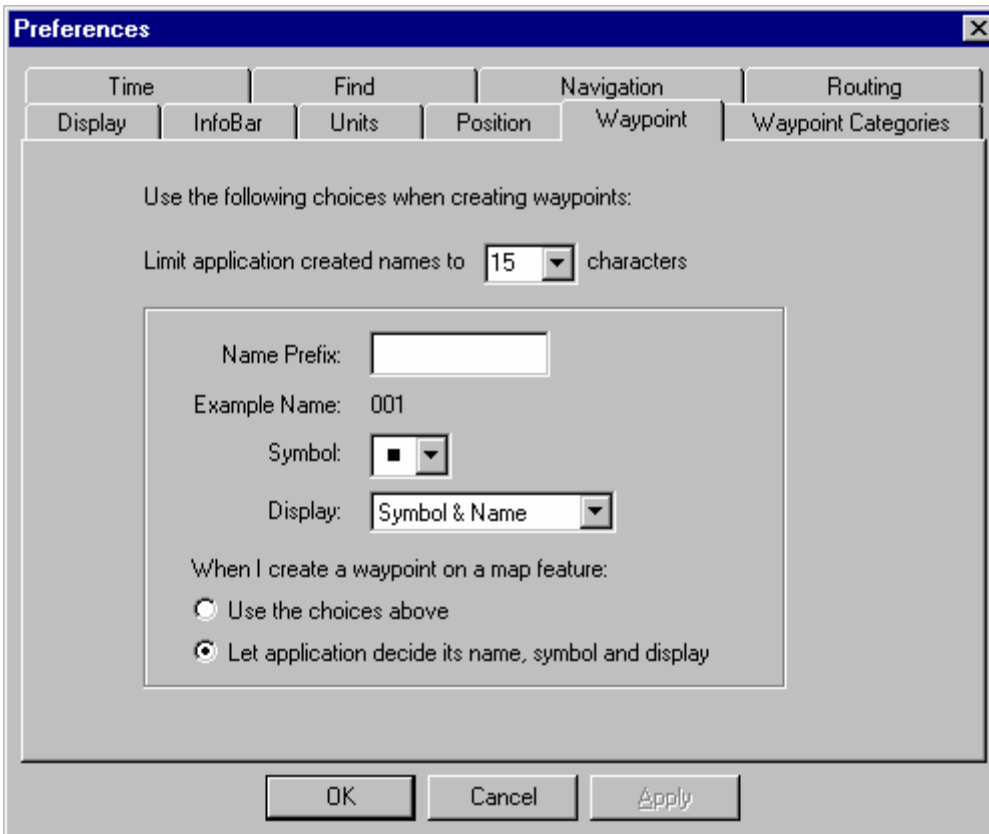 Preferences
Time Find Navigation Routing
Display InfoBar Units Position Waypoint Waypoint Categories
Use the following choices when creating waypoints:
Limit application created names to 15 characters
Name Prefix:
Example Name: 001
Symbol:
Display: Symbol & Name
When I create a waypoint on a map feature:
Use the choices above
Let application decide its name, symbol and display
OK Cancel Apply